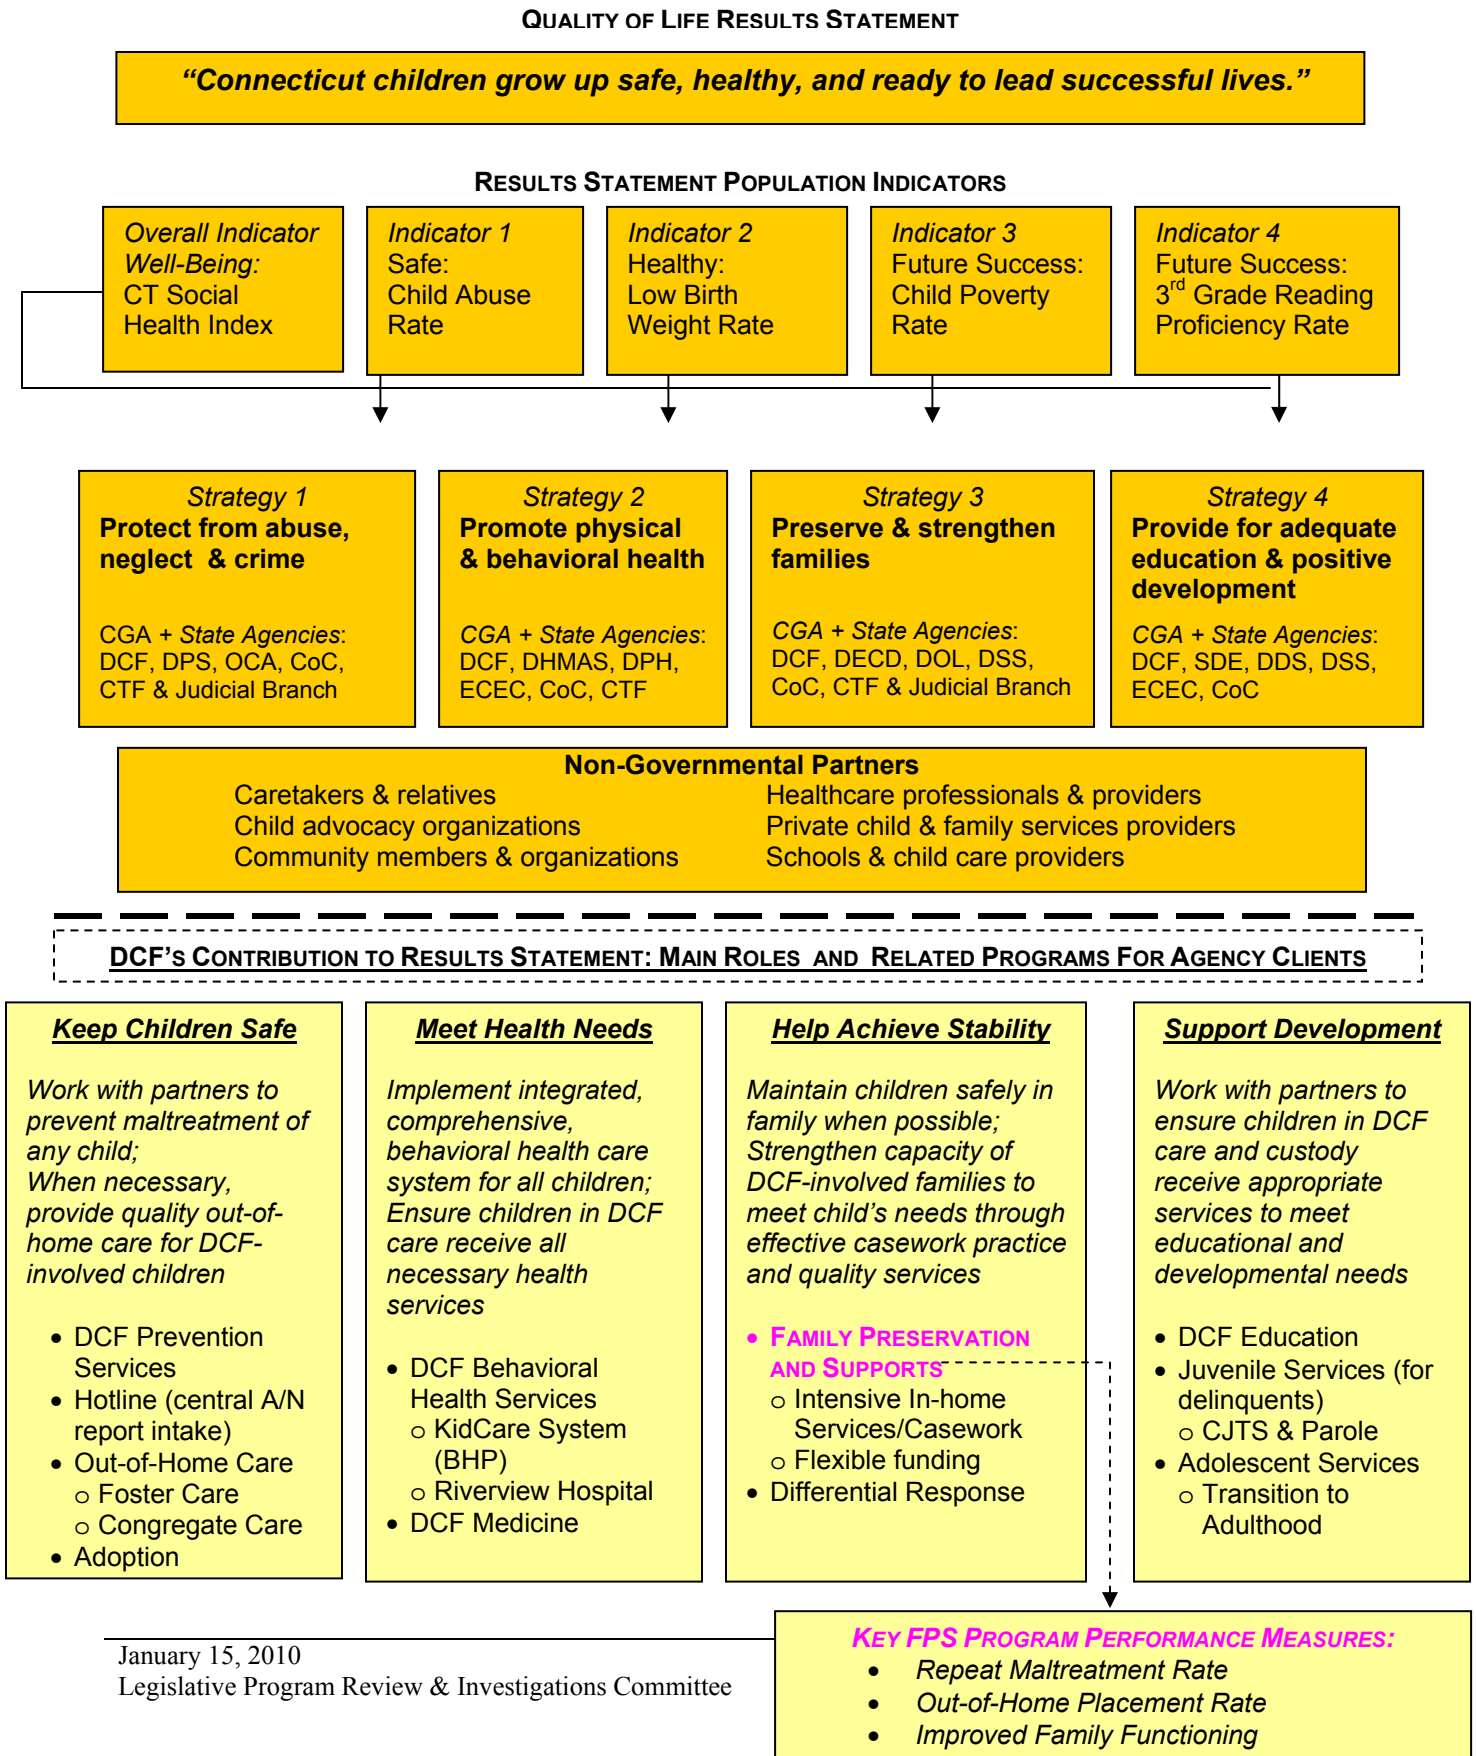 QUALITY OF LIFE RESULTS STATEMENT
“Connecticut children grow up safe, healthy, and ready to lead successful lives.”
RESULTS STATEMENT POPULATION INDICATORS
Overall Indicator
Well-Being:
CT Social
Health Index
Indicator 1
Safe:
Child Abuse
Rate
Indicator 2
Healthy:
Low Birth
Weight Rate
Indicator 3
Future Success:
Child Poverty
Rate
Indicator 4
Future Success:
3rd Grade Reading
Proficiency Rate
Strategy 1
Protect from abuse,
neglect & crime
CGA + State Agencies:
DCF, DPS, OCA, CoC,
CTF & Judicial Branch
Strategy 2
Promote physical
& behavioral health
CGA + State Agencies:
DCF, DHMAS, DPH,
ECEC, CoC, CTF
Strategy 3
Preserve & strengthen
families
CGA + State Agencies:
DCF, DECD, DOL, DSS,
CoC, CTF & Judicial Branch
Strategy 4
Provide for adequate
education & positive
development
CGA + State Agencies:
DCF, SDE, DDS, DSS,
ECEC, CoC
Non-Governmental Partners
Caretakers & relatives
Child advocacy organizations
Community members & organizations
Healthcare professionals & providers
Private child & family services providers
Schools & child care providers
DCF’S CONTRIBUTION TO RESULTS STATEMENT: MAIN ROLES AND RELATED PROGRAMS FOR AGENCY CLIENTS
Keep Children Safe
Work with partners to
prevent maltreatment of
any child;
When necessary,
provide quality out-of-
home care for DCF-
involved children
• DCF Prevention
Services
• Hotline (central A/N
report intake)
• Out-of-Home Care
o Foster Care
o Congregate Care
• Adoption
Meet Health Needs
Implement integrated,
comprehensive,
behavioral health care
system for all children;
Ensure children in DCF
care receive all
necessary health
services
• DCF Behavioral
Health Services
o KidCare System
(BHP)
o Riverview Hospital
• DCF Medicine
Help Achieve Stability
Maintain children safely in
family when possible;
Strengthen capacity of
DCF-involved families to
meet child’s needs through
effective casework practice
and quality services
• FAMILY PRESERVATION
AND SUPPORTS
o Intensive In-home
Services/Casework
o Flexible funding
• Differential Response
Support Development
Work with partners to
ensure children in DCF
care and custody
receive appropriate
services to meet
educational and
developmental needs
• DCF Education
• Juvenile Services (for
delinquents)
o CJTS & Parole
• Adolescent Services
o Transition to
Adulthood
KEY FPS PROGRAM PERFORMANCE MEASURES:
• Repeat Maltreatment Rate
• Out-of-Home Placement Rate
• Improved Family Functioning
January 15, 2010
Legislative Program Review & Investigations Committee